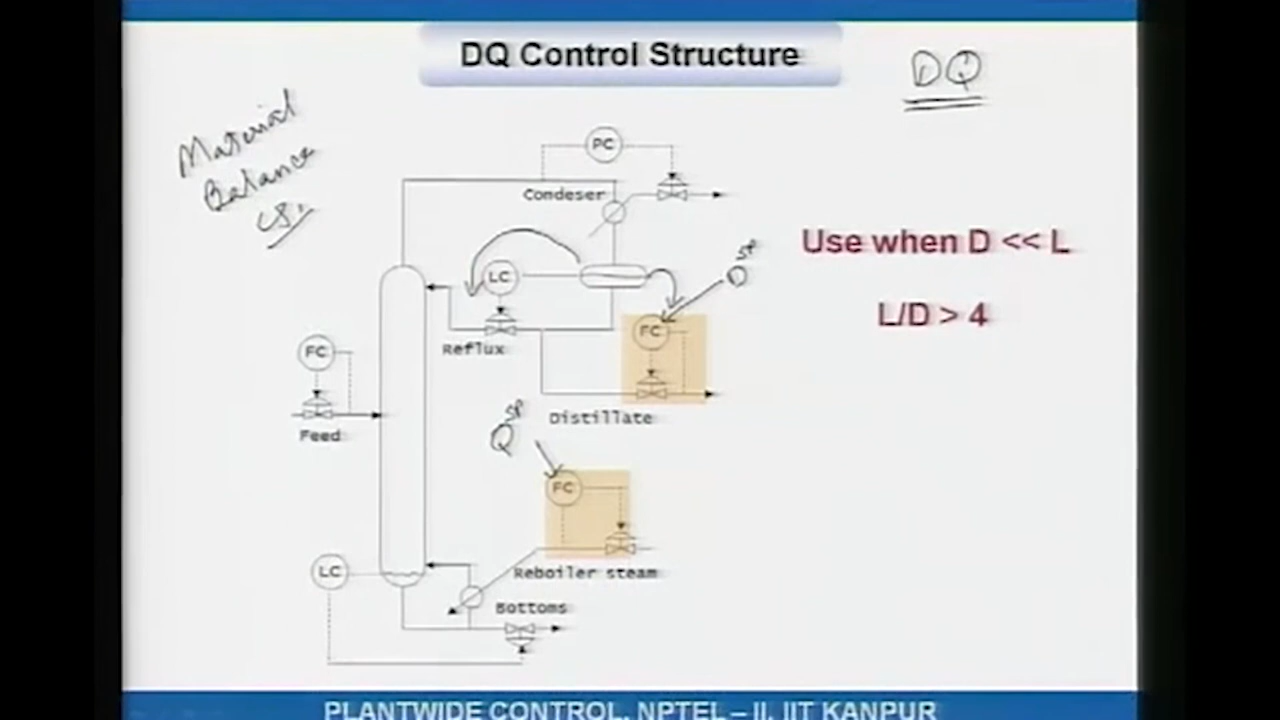 DQ Control Structure
DQ
Material
Balance
CS.
PC
Comdeser
Use when D << L
L/D > 4
LC
D SP
FC
Reflux
FC
Feed
Distillate
Q SP
FC
LC
Reboiler steam
Bottoms
PLANTWIDE CONTROL, NPTEL – II, IIT KANPUR